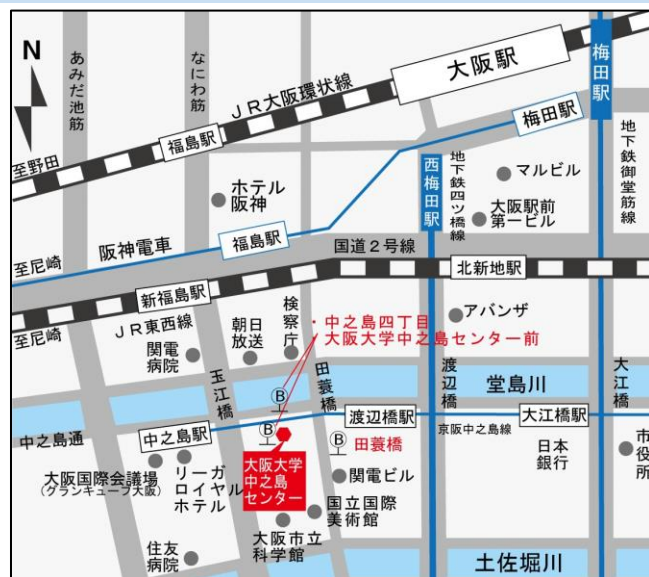 N
あみだ池筋
なにわ筋
JR大阪環状線
大阪駅
梅田駅
至野田
福島駅
梅田駅
地下鉄御堂筋線
ホテル
阪神
西梅田駅
地下鉄四ツ橋線
マルビル
大阪駅前
第一ビル
阪神電車
福島駅
国道2号線
至尼崎
新福島駅
北新地駅
至尼崎
JR東西線
関電
病院
朝日
放送
検察庁
・中之島四丁目
・大阪大学中之島センター前
アバンザ
玉江橋
田蓑橋
渡辺橋
堂島川
大江橋
B
中之島通
中之島駅
B
渡辺橋駅
大江橋駅
京阪中之島線
B
田蓑橋
日本
銀行
市役所
大阪国際会議場
(グランキューブ大阪)
リーガ
ロイヤル
ホテル
大阪大学
中之島
センター
関電ビル
国立国際
美術館
大阪市立
科学館
住友
病院
土佐堀川